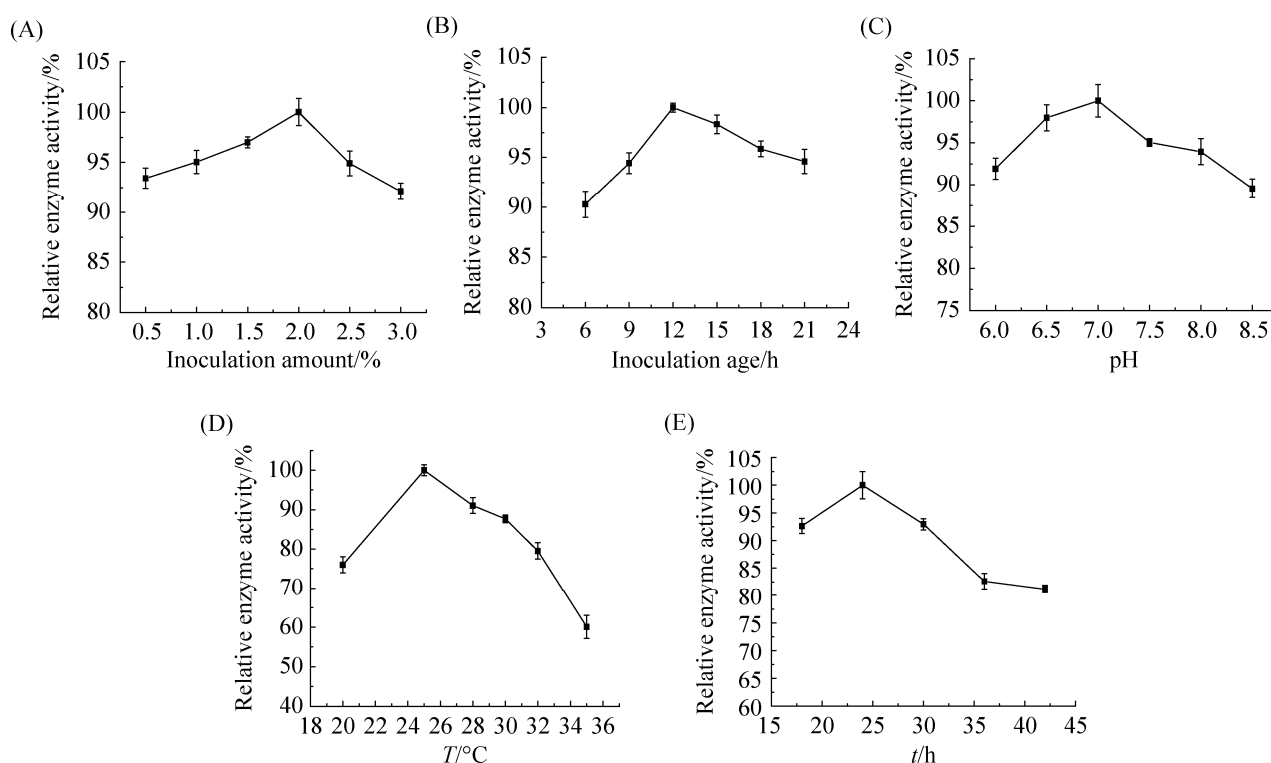 (A)
Relative enzyme activity/%
105
100
95
90
85
80
0.5 1.0 1.5 2.0 2.5 3.0
Inoculation amount/%
(B)
Relative enzyme activity/%
105
100
95
90
85
80
3 6 9 12 15 18 21 24
Inoculation age/h
(C)
Relative enzyme activity/%
105
100
95
90
85
80
75
6.0 6.5 7.0 7.5 8.0 8.5
pH
(D)
Relative enzyme activity/%
100
90
80
70
60
50
40
18 20 22 24 26 28 30 32 34 36
T/°C
(E)
Relative enzyme activity/%
105
100
95
90
85
80
75
70
65
60
15 20 25 30 35 40 45
t/h